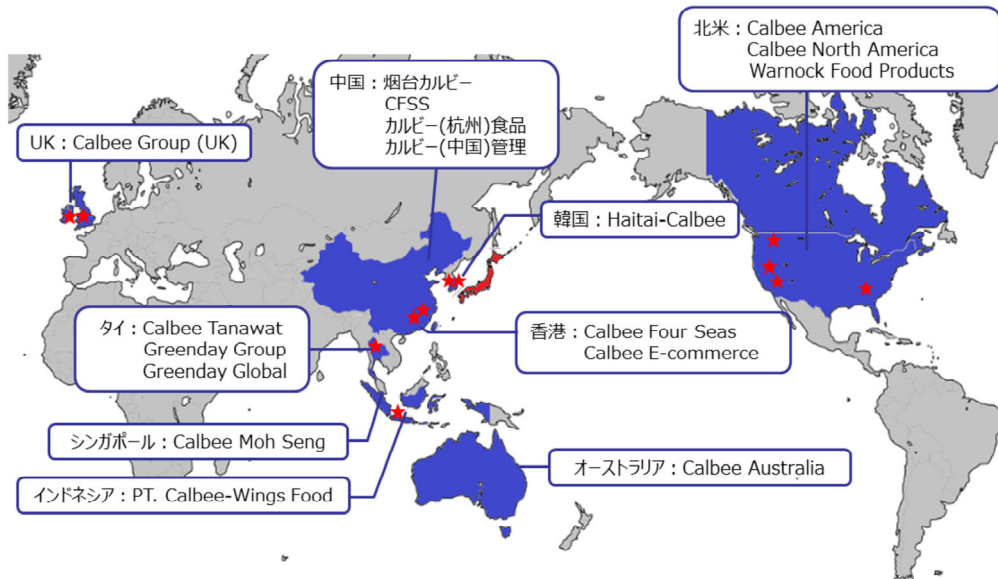 北米：Calbee America
Calbee North America
Warnock Food Products
中国：烟台カルビー
CFSS
カルビー(杭州)食品
カルビー(中国)管理
UK：Calbee Group (UK)
韓国：Haitai-Calbee
タイ：Calbee Tanawat
Greenday Group
Greenday Global
香港：Calbee Four Seas
Calbee E-commerce
シンガポール：Calbee Moh Seng
オーストラリア：Calbee Australia
インドネシア：PT. Calbee-Wings Food